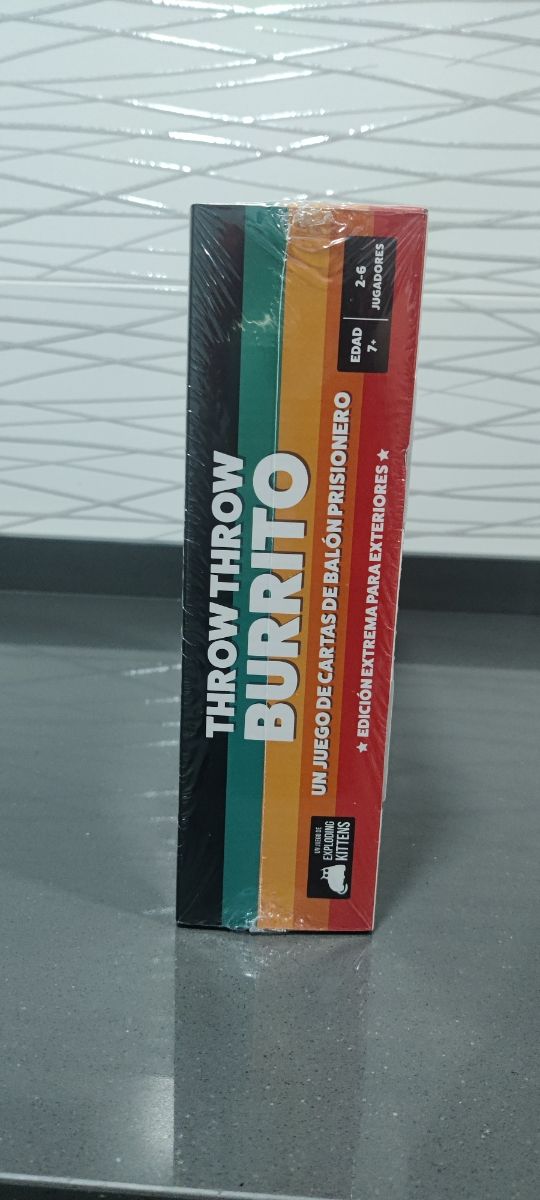 THROW THROW
BURRITO
UN JUEGO DE CARTAS DE BALÓN PRISIONERO
★ EDICIÓN EXTREMA PARA EXTERIORES ★
EDAD
7+
2-6
JUGADORES
UN JUEGO DE
EXPLODING
KITTENS